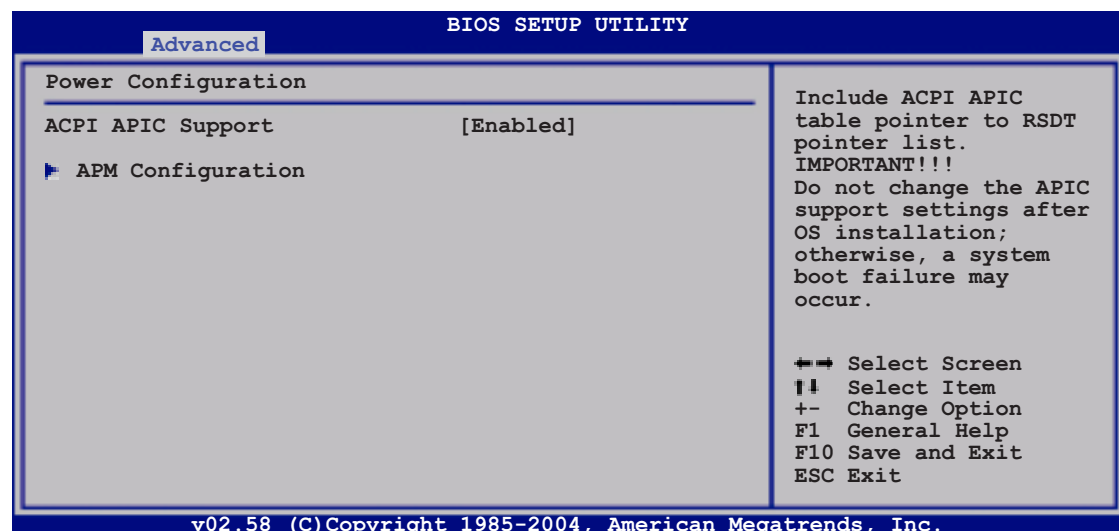 BIOS SETUP UTILITY
Advanced
Power Configuration
ACPI APIC Support [Enabled]
APM Configuration
Include ACPI APIC
table pointer to RSDT
pointer list.
IMPORTANT!!!
Do not change the APIC
support settings after
OS installation;
otherwise, a system
boot failure may
occur.
←→ Select Screen
↑↓ Select Item
+- Change Option
F1 General Help
F10 Save and Exit
ESC Exit
v02.58 (C)Copyright 1985-2004, American Megatrends, Inc.